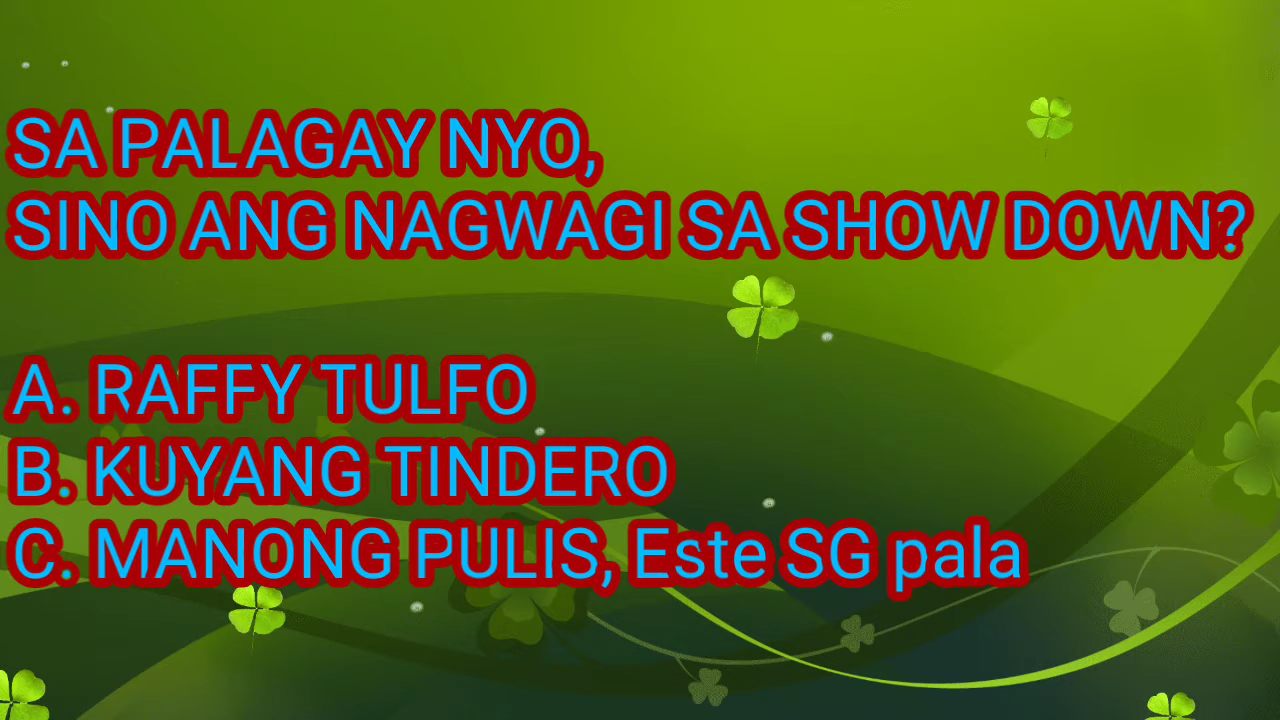 SA PALAGAY NYO,
SINO ANG NAGWAGI SA SHOW DOWN?
A. RAFFY TULFO
B. KUYANG TINDERO
C. MANONG PULIS, Este SG pala